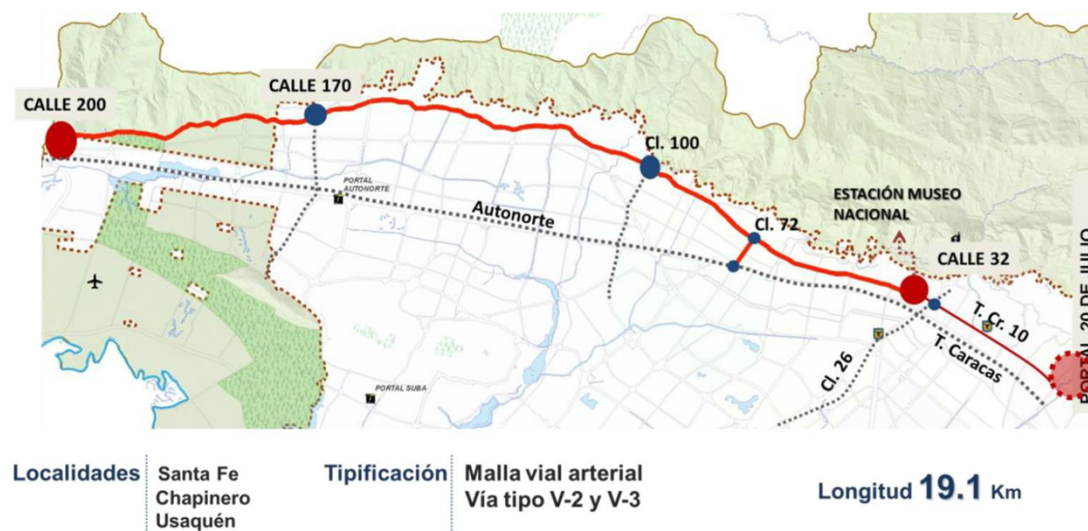 CALLE 200
CALLE 170
Cl. 100
PORTAL
AUTONORTE
Autonorte
Cl. 72
ESTACIÓN MUSEO
NACIONAL
CALLE 32
T. Cr. 10
T. Caracas
Cl. 26
PORTAL 20 DE JULIO
PORTAL SUBA
Localidades
Santa Fe
Chapinero
Usaquén
Tipificación
Malla vial arterial
Vía tipo V-2 y V-3
Longitud 19.1 Km